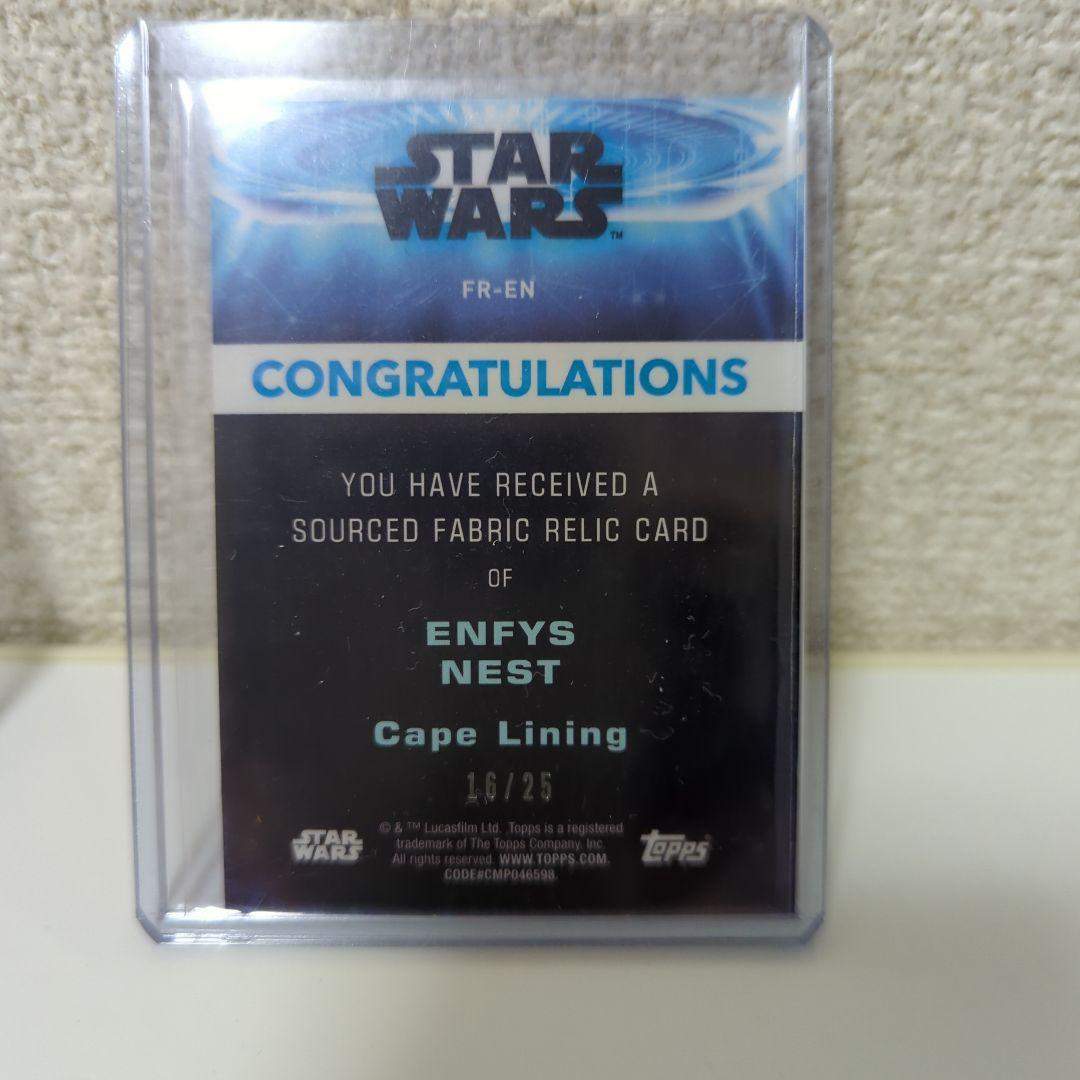 STAR
WARS™
FR-EN
CONGRATULATIONS
YOU HAVE RECEIVED A
SOURCED FABRIC RELIC CARD
OF
ENFYS
NEST
Cape Lining
16/25
STAR
WARS
© & ™ Lucasfilm Ltd. Topps is a registered
trademark of The Topps Company, Inc.
All rights reserved. WWW.TOPPS.COM.
CODE#CMP046598.
Topps®